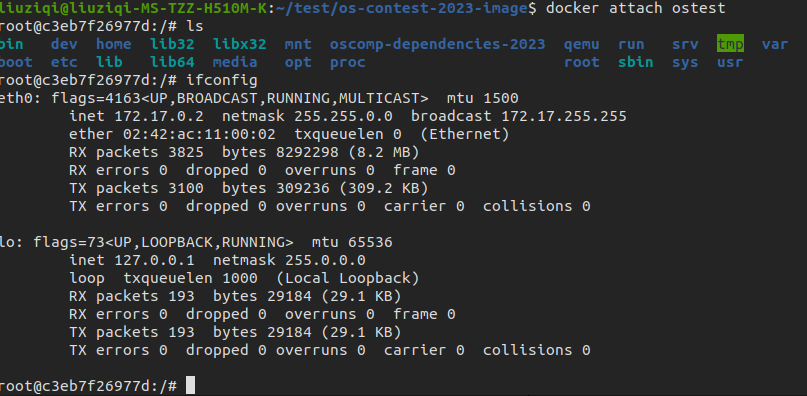 liuziqi@liuziqi-MS-TZZ-H510M-K:~/test/os-contest-2023-image$ docker attach ostest
root@c3eb7f26977d:/# ls
bin dev home lib32 libx32 mnt oscomp-dependencies-2023 qemu run srv tmp var
boot etc lib lib64 media opt proc root sbin sys usr
root@c3eb7f26977d:/# ifconfig
eth0: flags=4163<UP,BROADCAST,RUNNING,MULTICAST> mtu 1500
inet 172.17.0.2 netmask 255.255.0.0 broadcast 172.17.255.255
ether 02:42:ac:11:00:02 txqueuelen 0 (Ethernet)
RX packets 3825 bytes 8292298 (8.2 MB)
RX errors 0 dropped 0 overruns 0 frame 0
TX packets 3100 bytes 309236 (309.2 KB)
TX errors 0 dropped 0 overruns 0 carrier 0 collisions 0
lo: flags=73<UP,LOOPBACK,RUNNING> mtu 65536
inet 127.0.0.1 netmask 255.0.0.0
loop txqueuelen 1000 (Local Loopback)
RX packets 193 bytes 29184 (29.1 KB)
RX errors 0 dropped 0 overruns 0 frame 0
TX packets 193 bytes 29184 (29.1 KB)
TX errors 0 dropped 0 overruns 0 carrier 0 collisions 0
root@c3eb7f26977d:/#